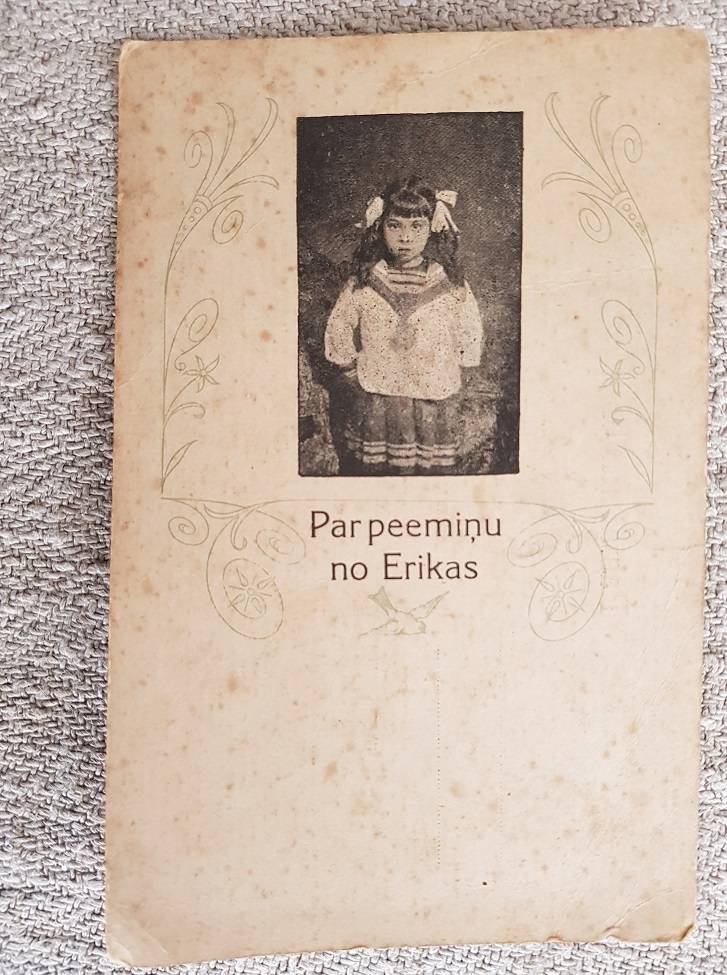 Par peemiņu
no Erikas